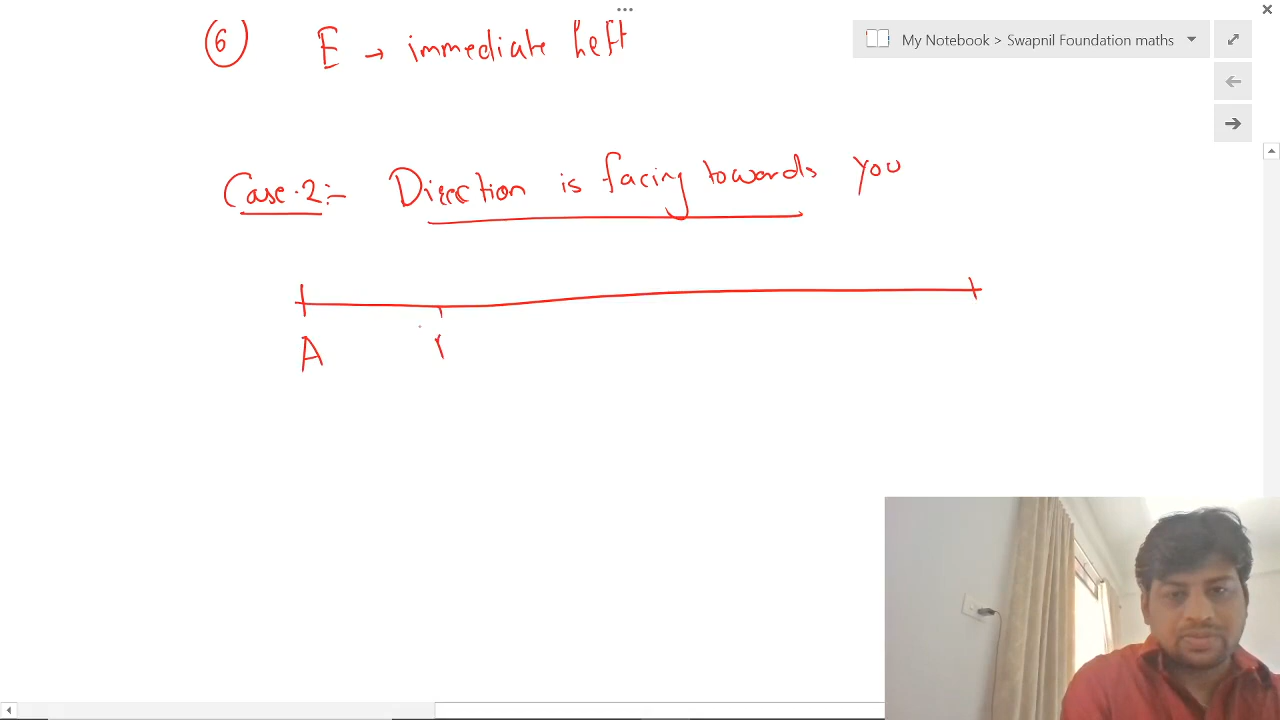 6 E → immediate left
My Notebook > Swapnil Foundation maths
Case.2:- Direction is facing towards you
A